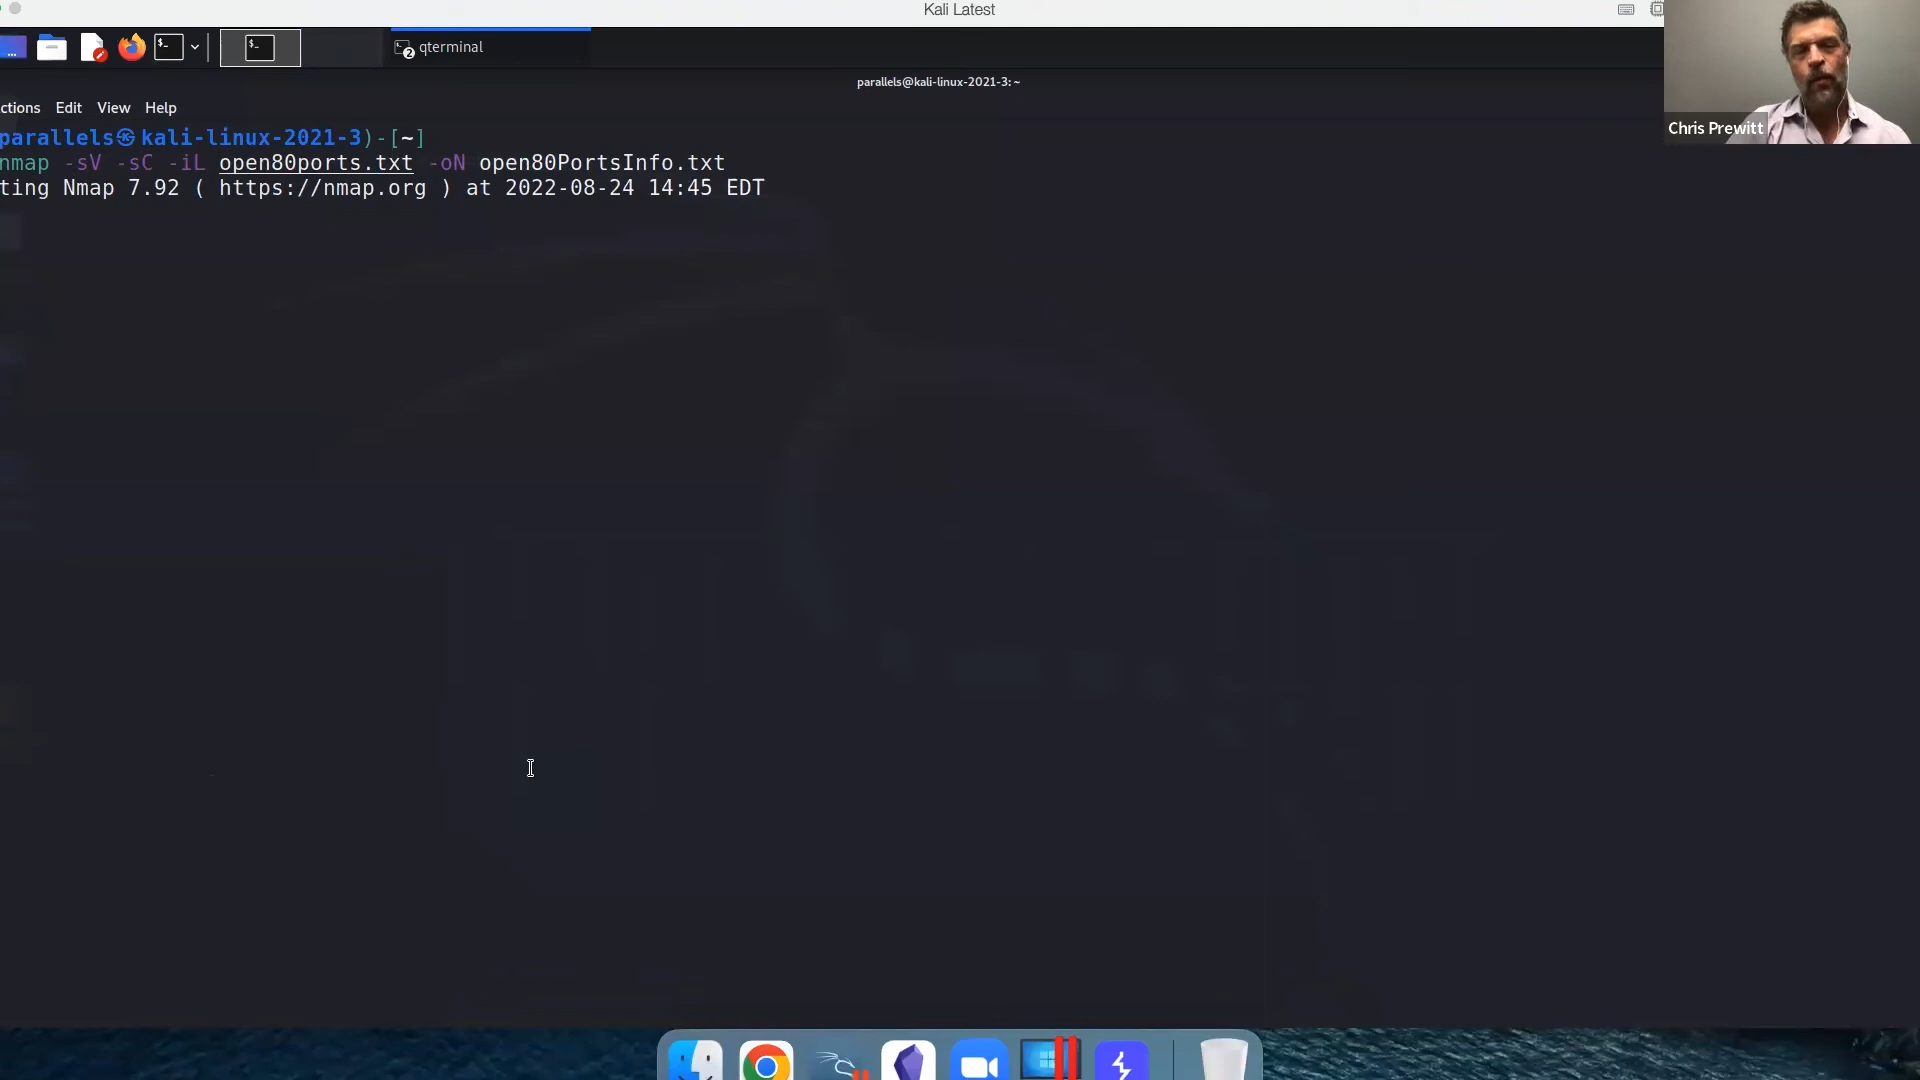 Kali Latest
qterminal
parallels@kali-linux-2021-3: ~
ctions Edit View Help
parallels㉿kali-linux-2021-3)-[~]
nmap -sV -sC -iL open80ports.txt -oN open80PortsInfo.txt
ting Nmap 7.92 ( https://nmap.org ) at 2022-08-24 14:45 EDT
Chris Prewitt